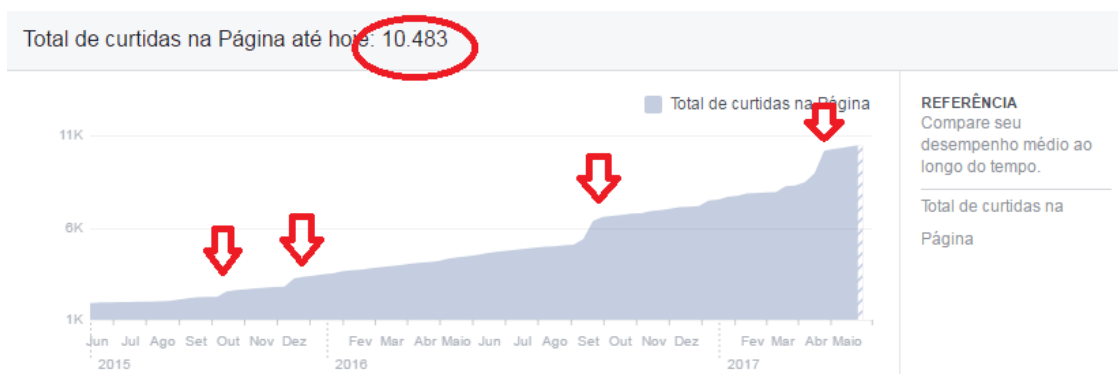 Total de curtidas na Página até hoje: 10.483
Total de curtidas na Página
11K
6K
1K
Jun Jul Ago Set Out Nov Dez Fev Mar Abr Maio Jun Jul Ago Set Out Nov Dez Fev Mar Abr Maio
2015 2016 2017
REFERÊNCIA
Compare seu
desempenho médio ao
longo do tempo.
Total de curtidas na
Página